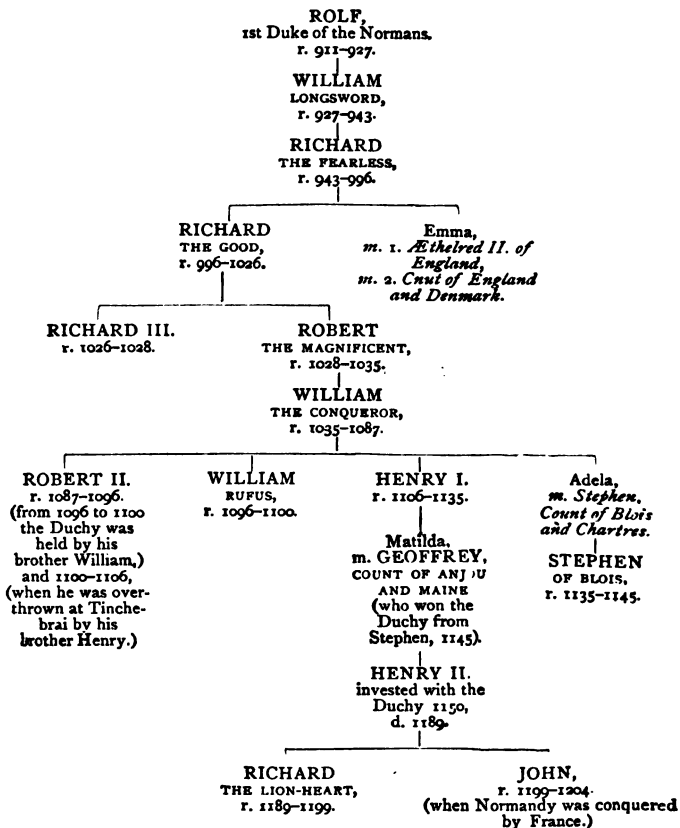 ROLF,
1st Duke of the Normans.
r. 911–927.
WILLIAM
LONGSWORD,
r. 927–943.
RICHARD
THE FEARLESS,
r. 943–996.
RICHARD
THE GOOD,
r. 996–1026.
Emma,
m. 1. Æthelred II. of
England,
m. 2. Cnut of England
and Denmark.
RICHARD III.
r. 1026–1028.
ROBERT
THE MAGNIFICENT,
r. 1028–1035.
WILLIAM
THE CONQUEROR,
r. 1035–1087.
ROBERT II.
r. 1087–1096.
(from 1096 to 1100
the Duchy was
held by his
brother William,)
and 1100–1106,
(when he was over-
thrown at Tinche-
brai by his
brother Henry.)
WILLIAM
RUFUS,
r. 1096–1100.
HENRY I.
r. 1106–1135.
Matilda,
m. GEOFFREY,
COUNT OF ANJOU
AND MAINE
(who won the
Duchy from
Stephen, 1145).
HENRY II.
invested with the
Duchy 1150,
d. 1189.
Adela,
m. Stephen,
Count of Blois
and Chartres.
STEPHEN
OF BLOIS,
r. 1135–1145.
RICHARD
THE LION-HEART,
r. 1189–1199.
JOHN,
r. 1199–1204.
(when Normandy was conquered
by France.)